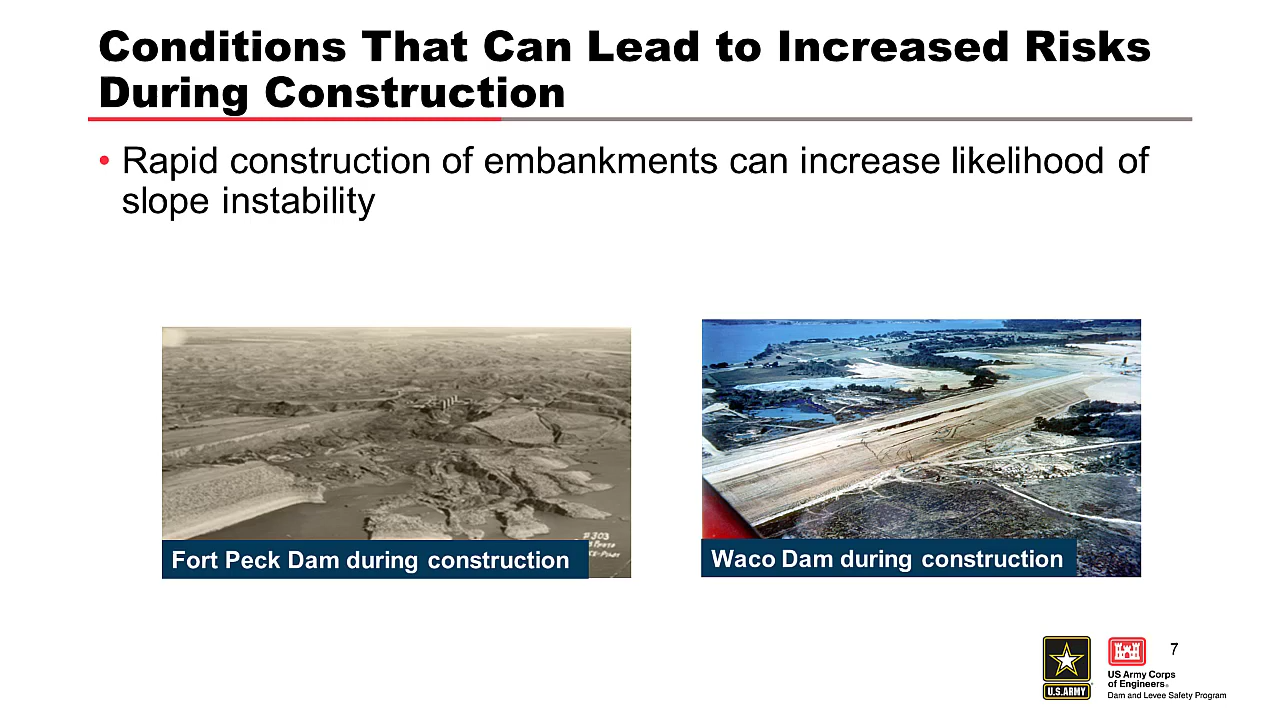 Conditions That Can Lead to Increased Risks
During Construction
• Rapid construction of embankments can increase likelihood of
slope instability
303
Fort Peck Dam during construction
Waco Dam during construction
7
U.S. ARMY
US Army Corps
of Engineers®
Dam and Levee Safety Program